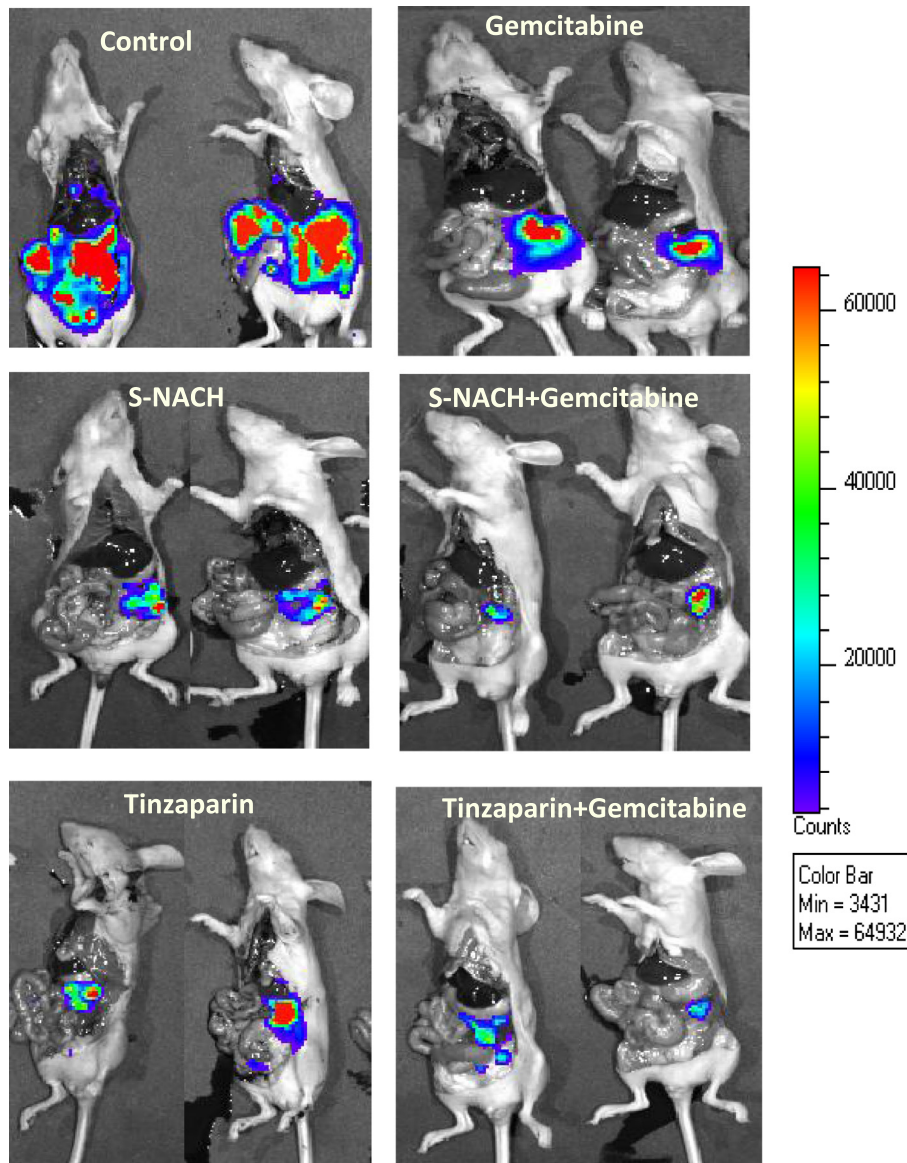 Control
Gemcitabine
S-NACH
S-NACH+Gemcitabine
Tinzaparin
Tinzaparin+Gemcitabine
60000
40000
20000
Counts
Color Bar
Min = 3431
Max = 64932